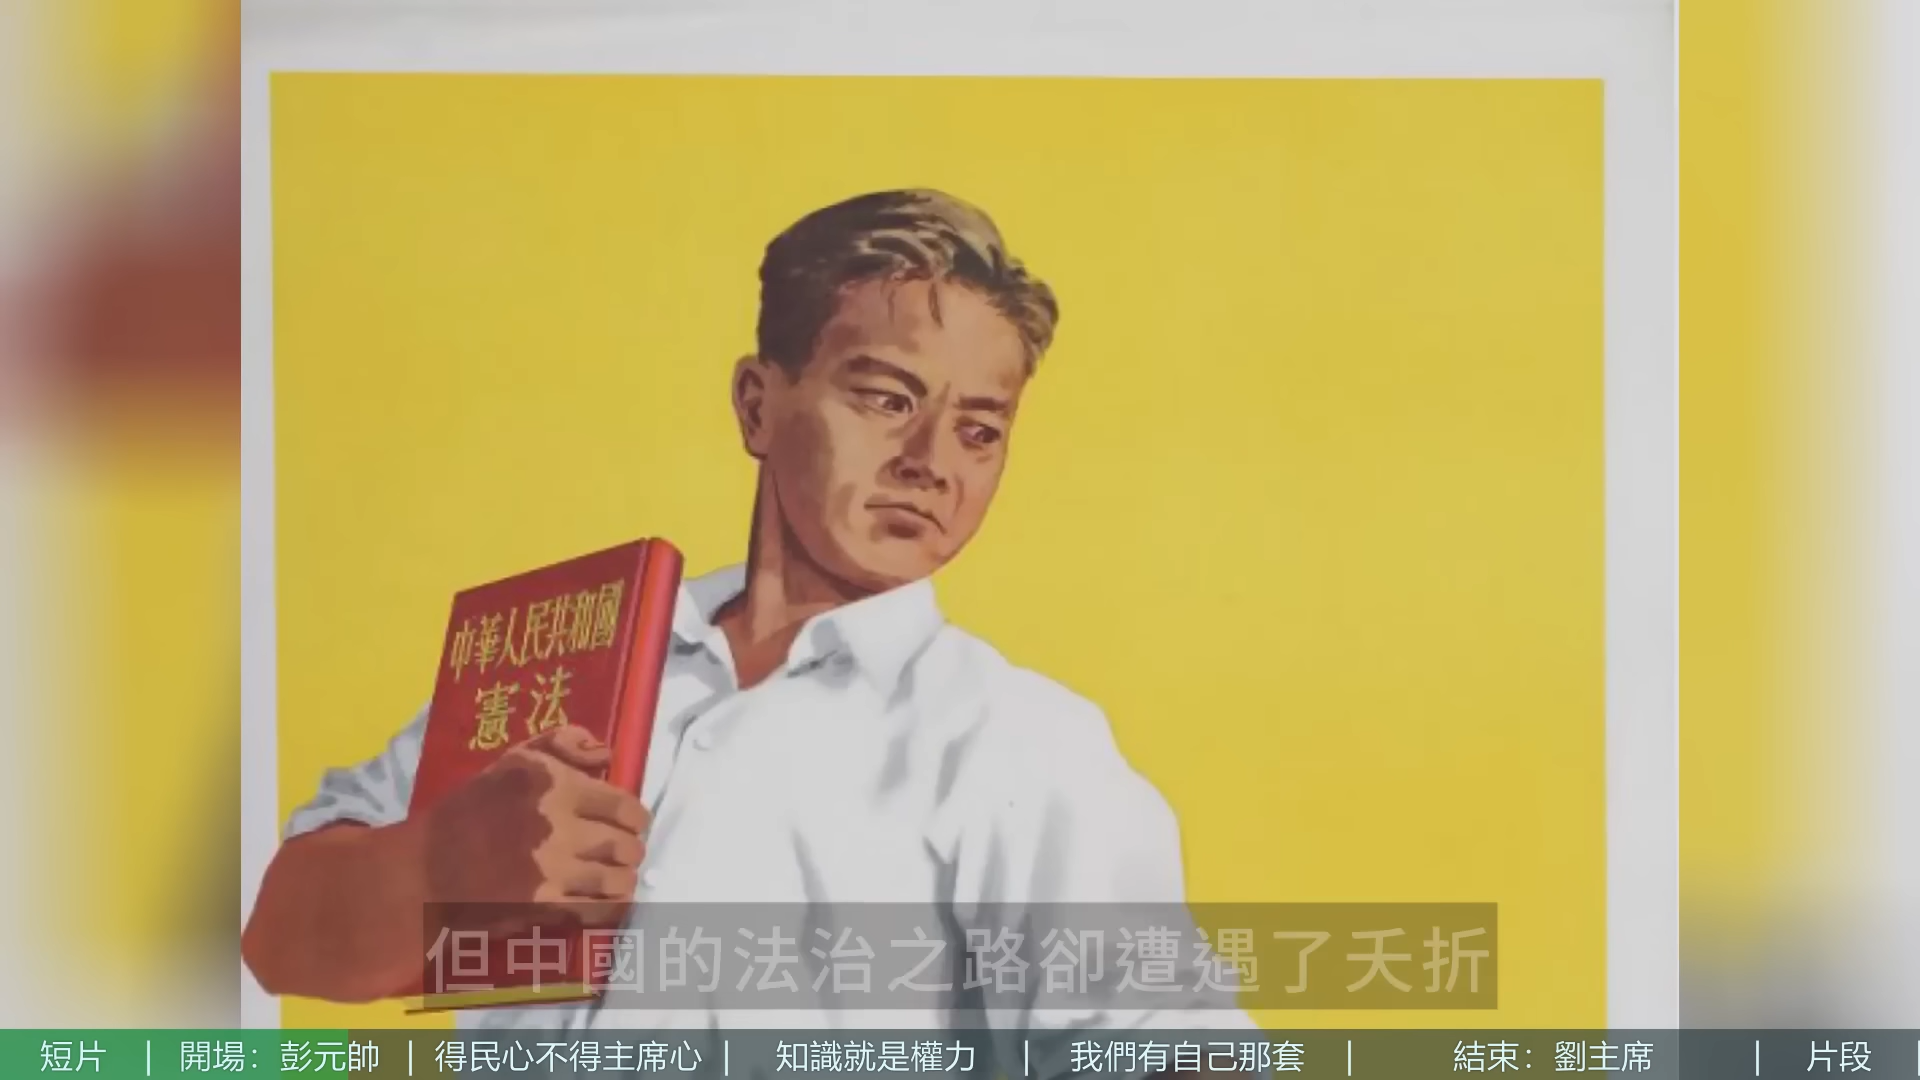 中華人民共和國
憲法
但中國的法治之路卻遭遇了夭折
短片 | 開場：彭元帥 | 得民心不得主席心 | 知識就是權力 | 我們有自己那套 | 結束：劉主席 | 片段 |